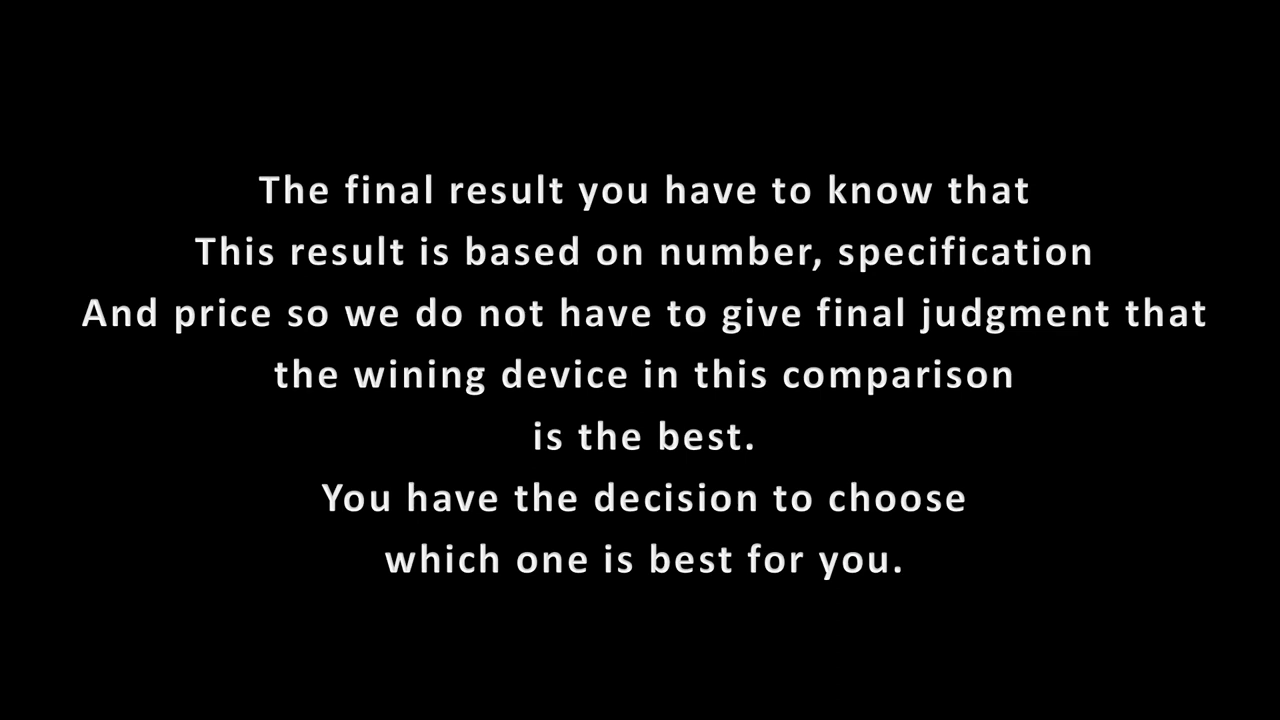 The final result you have to know that
This result is based on number, specification
And price so we do not have to give final judgment that
the wining device in this comparison
is the best.
You have the decision to choose
which one is best for you.